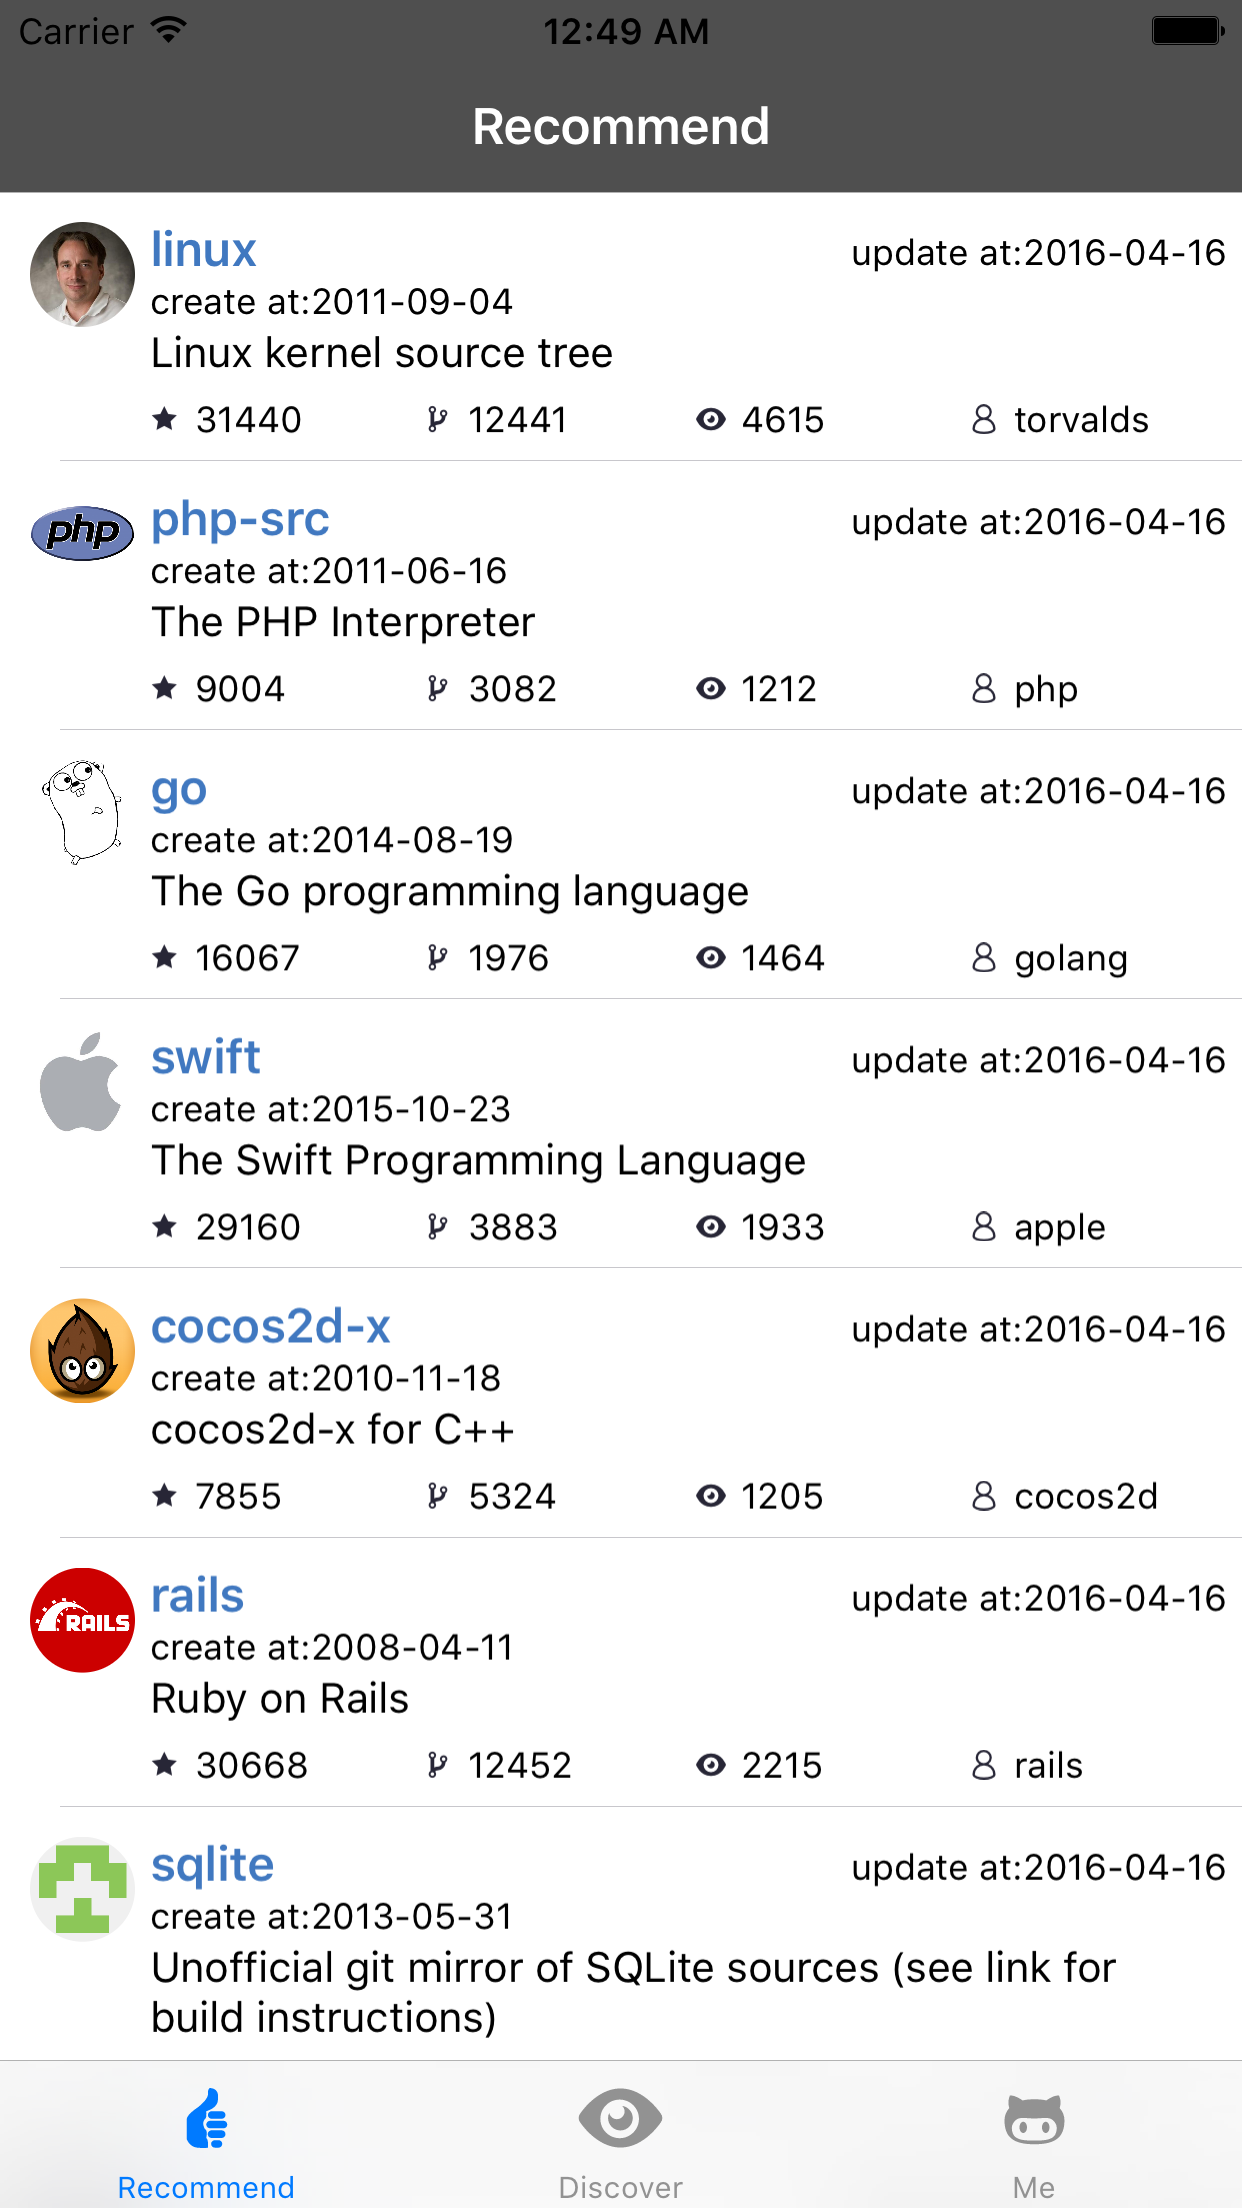 Carrier 12:49 AM
Recommend
linux update at:2016-04-16
create at:2011-09-04
Linux kernel source tree
31440 12441 4615 torvalds
php php-src update at:2016-04-16
create at:2011-06-16
The PHP Interpreter
9004 3082 1212 php
go update at:2016-04-16
create at:2014-08-19
The Go programming language
16067 1976 1464 golang
swift update at:2016-04-16
create at:2015-10-23
The Swift Programming Language
29160 3883 1933 apple
cocos2d-x update at:2016-04-16
create at:2010-11-18
cocos2d-x for C++
7855 5324 1205 cocos2d
rails update at:2016-04-16
RAILS
create at:2008-04-11
Ruby on Rails
30668 12452 2215 rails
sqlite update at:2016-04-16
create at:2013-05-31
Unofficial git mirror of SQLite sources (see link for
build instructions)
Recommend Discover Me